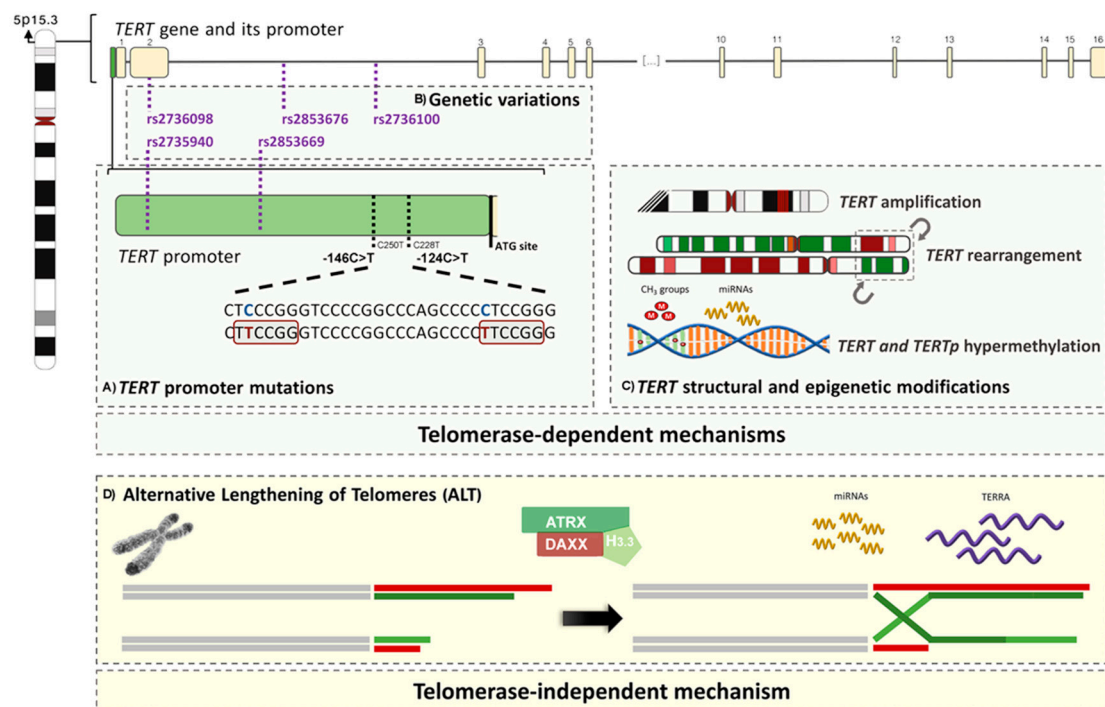 5p15.3
TERT gene and its promoter
1 2 3 4 5 6 [...] 10 11 12 13 14 15 16
B) Genetic variations
rs2736098 rs2853676 rs2736100
rs2735940 rs2853669
C250T C228T ATG site
TERT promoter
-146C>T -124C>T
CTCCCGGGTCCCCGGCCCAGCCCCCTCCGGG
CTTCCGGGTCCCCGGCCCAGCCCCTTCCGGG
A) TERT promoter mutations
TERT amplification
TERT rearrangement
CH3 groups miRNAs
M M M
TERT and TERTp hypermethylation
C) TERT structural and epigenetic modifications
Telomerase-dependent mechanisms
D) Alternative Lengthening of Telomeres (ALT)
ATRX
DAXX H3.3
miRNAs TERRA
Telomerase-independent mechanism